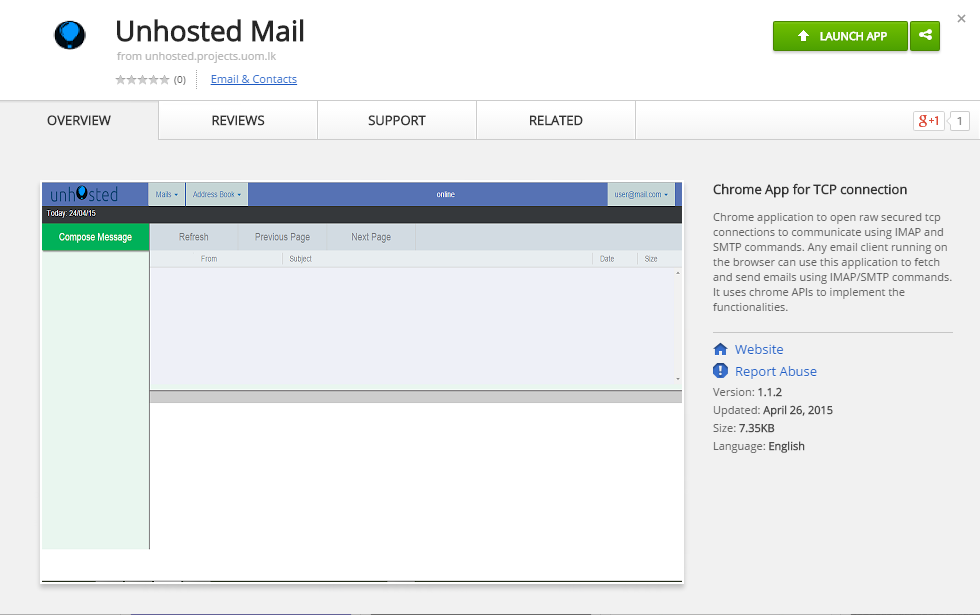 Unhosted Mail
from unhosted.projects.uom.lk
(0)
Email & Contacts
LAUNCH APP
OVERVIEW
REVIEWS
SUPPORT
RELATED
g+1
1
unhosted
Mails
Address Book
online
user@mail.com
Today: 24/04/15
Compose Message
Refresh
Previous Page
Next Page
From
Subject
Date
Size
Chrome App for TCP connection
Chrome application to open raw secured tcp
connections to communicate using IMAP and
SMTP commands. Any email client running on
the browser can use this application to fetch
and send emails using IMAP/SMTP commands.
It uses chrome APIs to implement the
functionalities.
Website
Report Abuse
Version: 1.1.2
Updated: April 26, 2015
Size: 7.35KB
Language: English